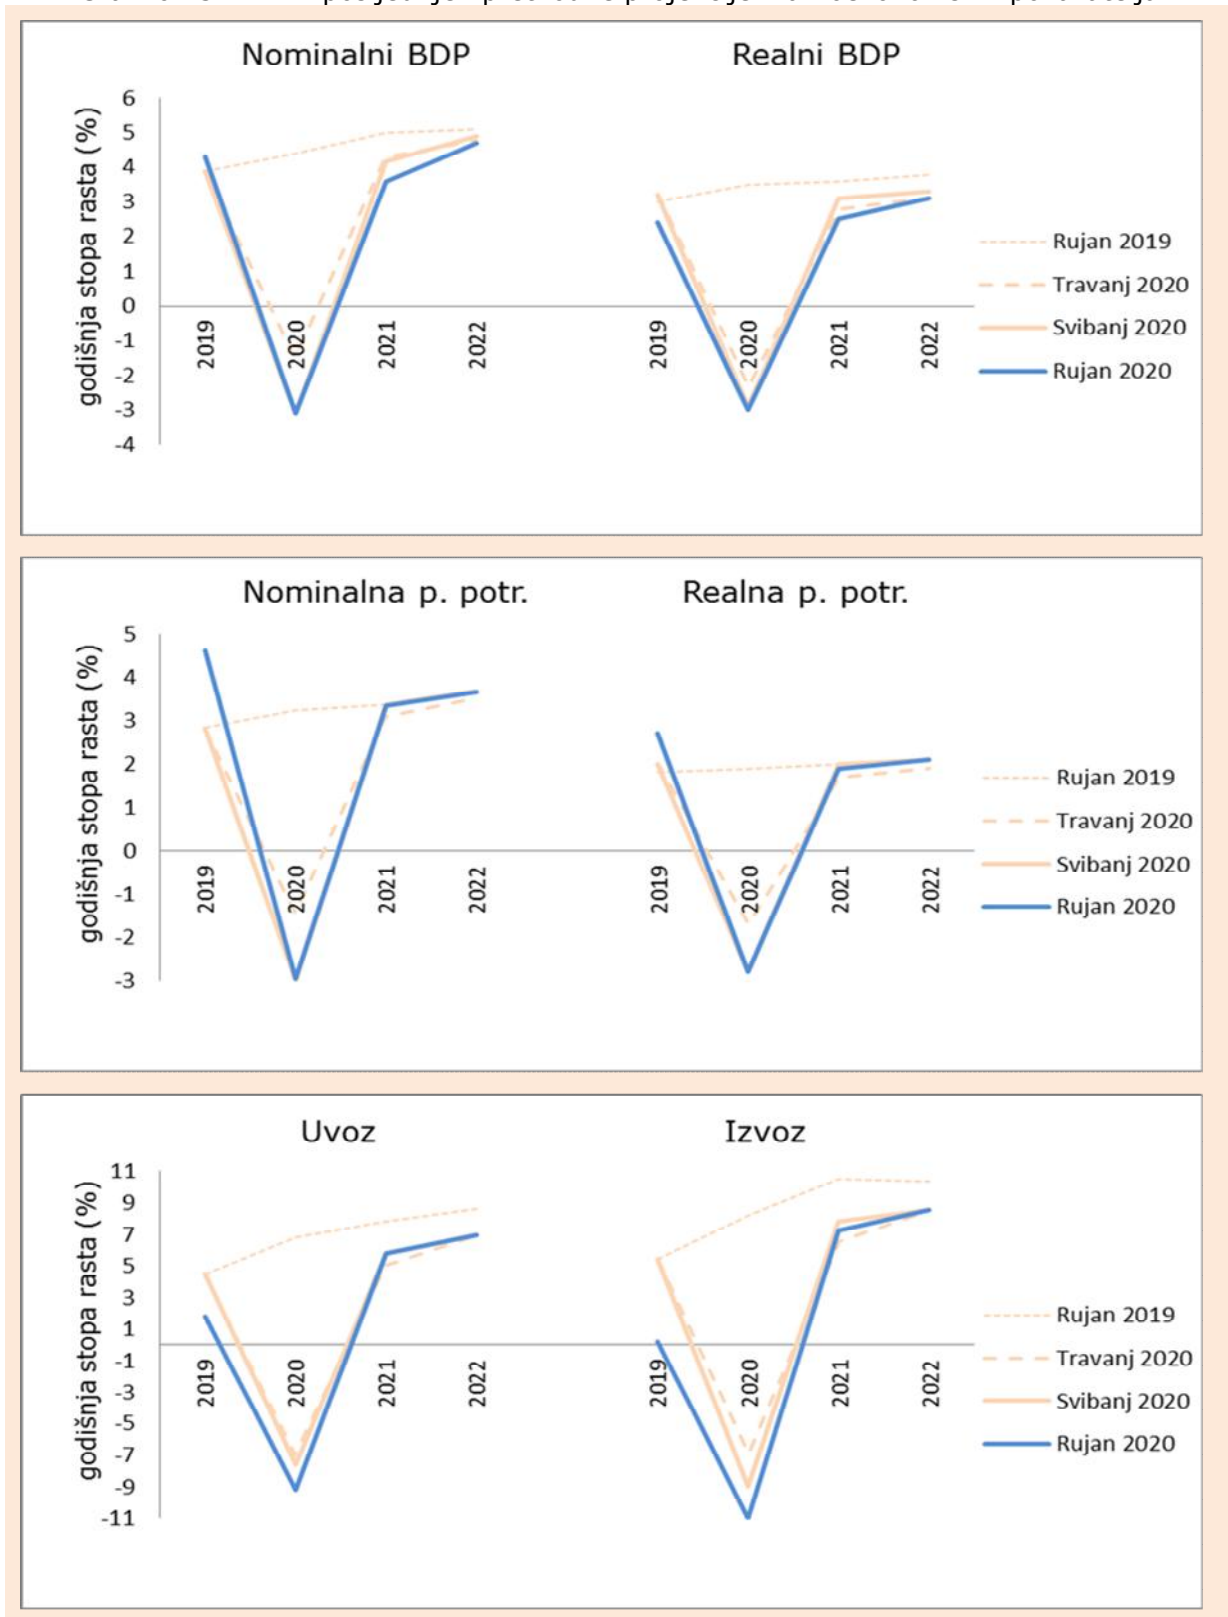 Nominalni BDP Realni BDP
godišnja stopa rasta (%)
6
5
4
3
2
1
0
-1
-2
-3
-4
2019 2020 2021 2022
2019 2020 2021 2022
Rujan 2019
Travanj 2020
Svibanj 2020
Rujan 2020
Nominalna p. potr. Realna p. potr.
godišnja stopa rasta (%)
5
4
3
2
1
0
-1
-2
-3
2019 2020 2021 2022
2019 2020 2021 2022
Rujan 2019
Travanj 2020
Svibanj 2020
Rujan 2020
Uvoz Izvoz
godišnja stopa rasta (%)
11
9
7
5
3
1
-1
-3
-5
-7
-9
-11
2019 2020 2021 2022
2019 2020 2021 2022
Rujan 2019
Travanj 2020
Svibanj 2020
Rujan 2020